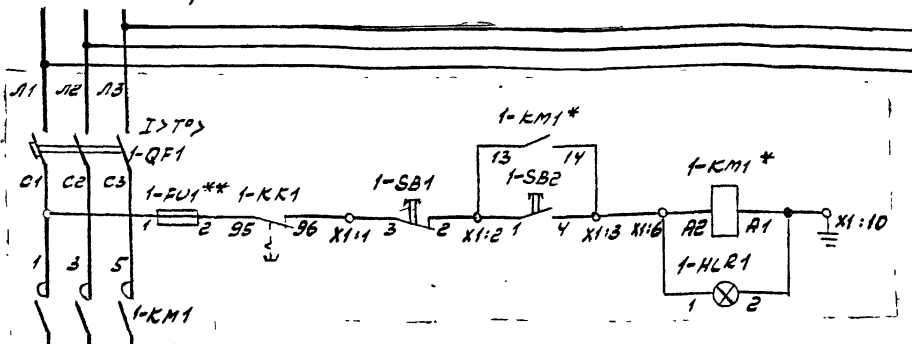 Л1 Л2 Л3
I> T°>
1-QF1
C1 C2 C3
1-KM1*
13 14
1-FU1** 1-KK1 1-SB1 1-SB2 1-KM1*
1 2 95 96 X1:1 3 2 X1:2 1 4 X1:3 X1:6 A2 A1 X1:10
1-HLR1
1 2
1 3 5
1-KM1